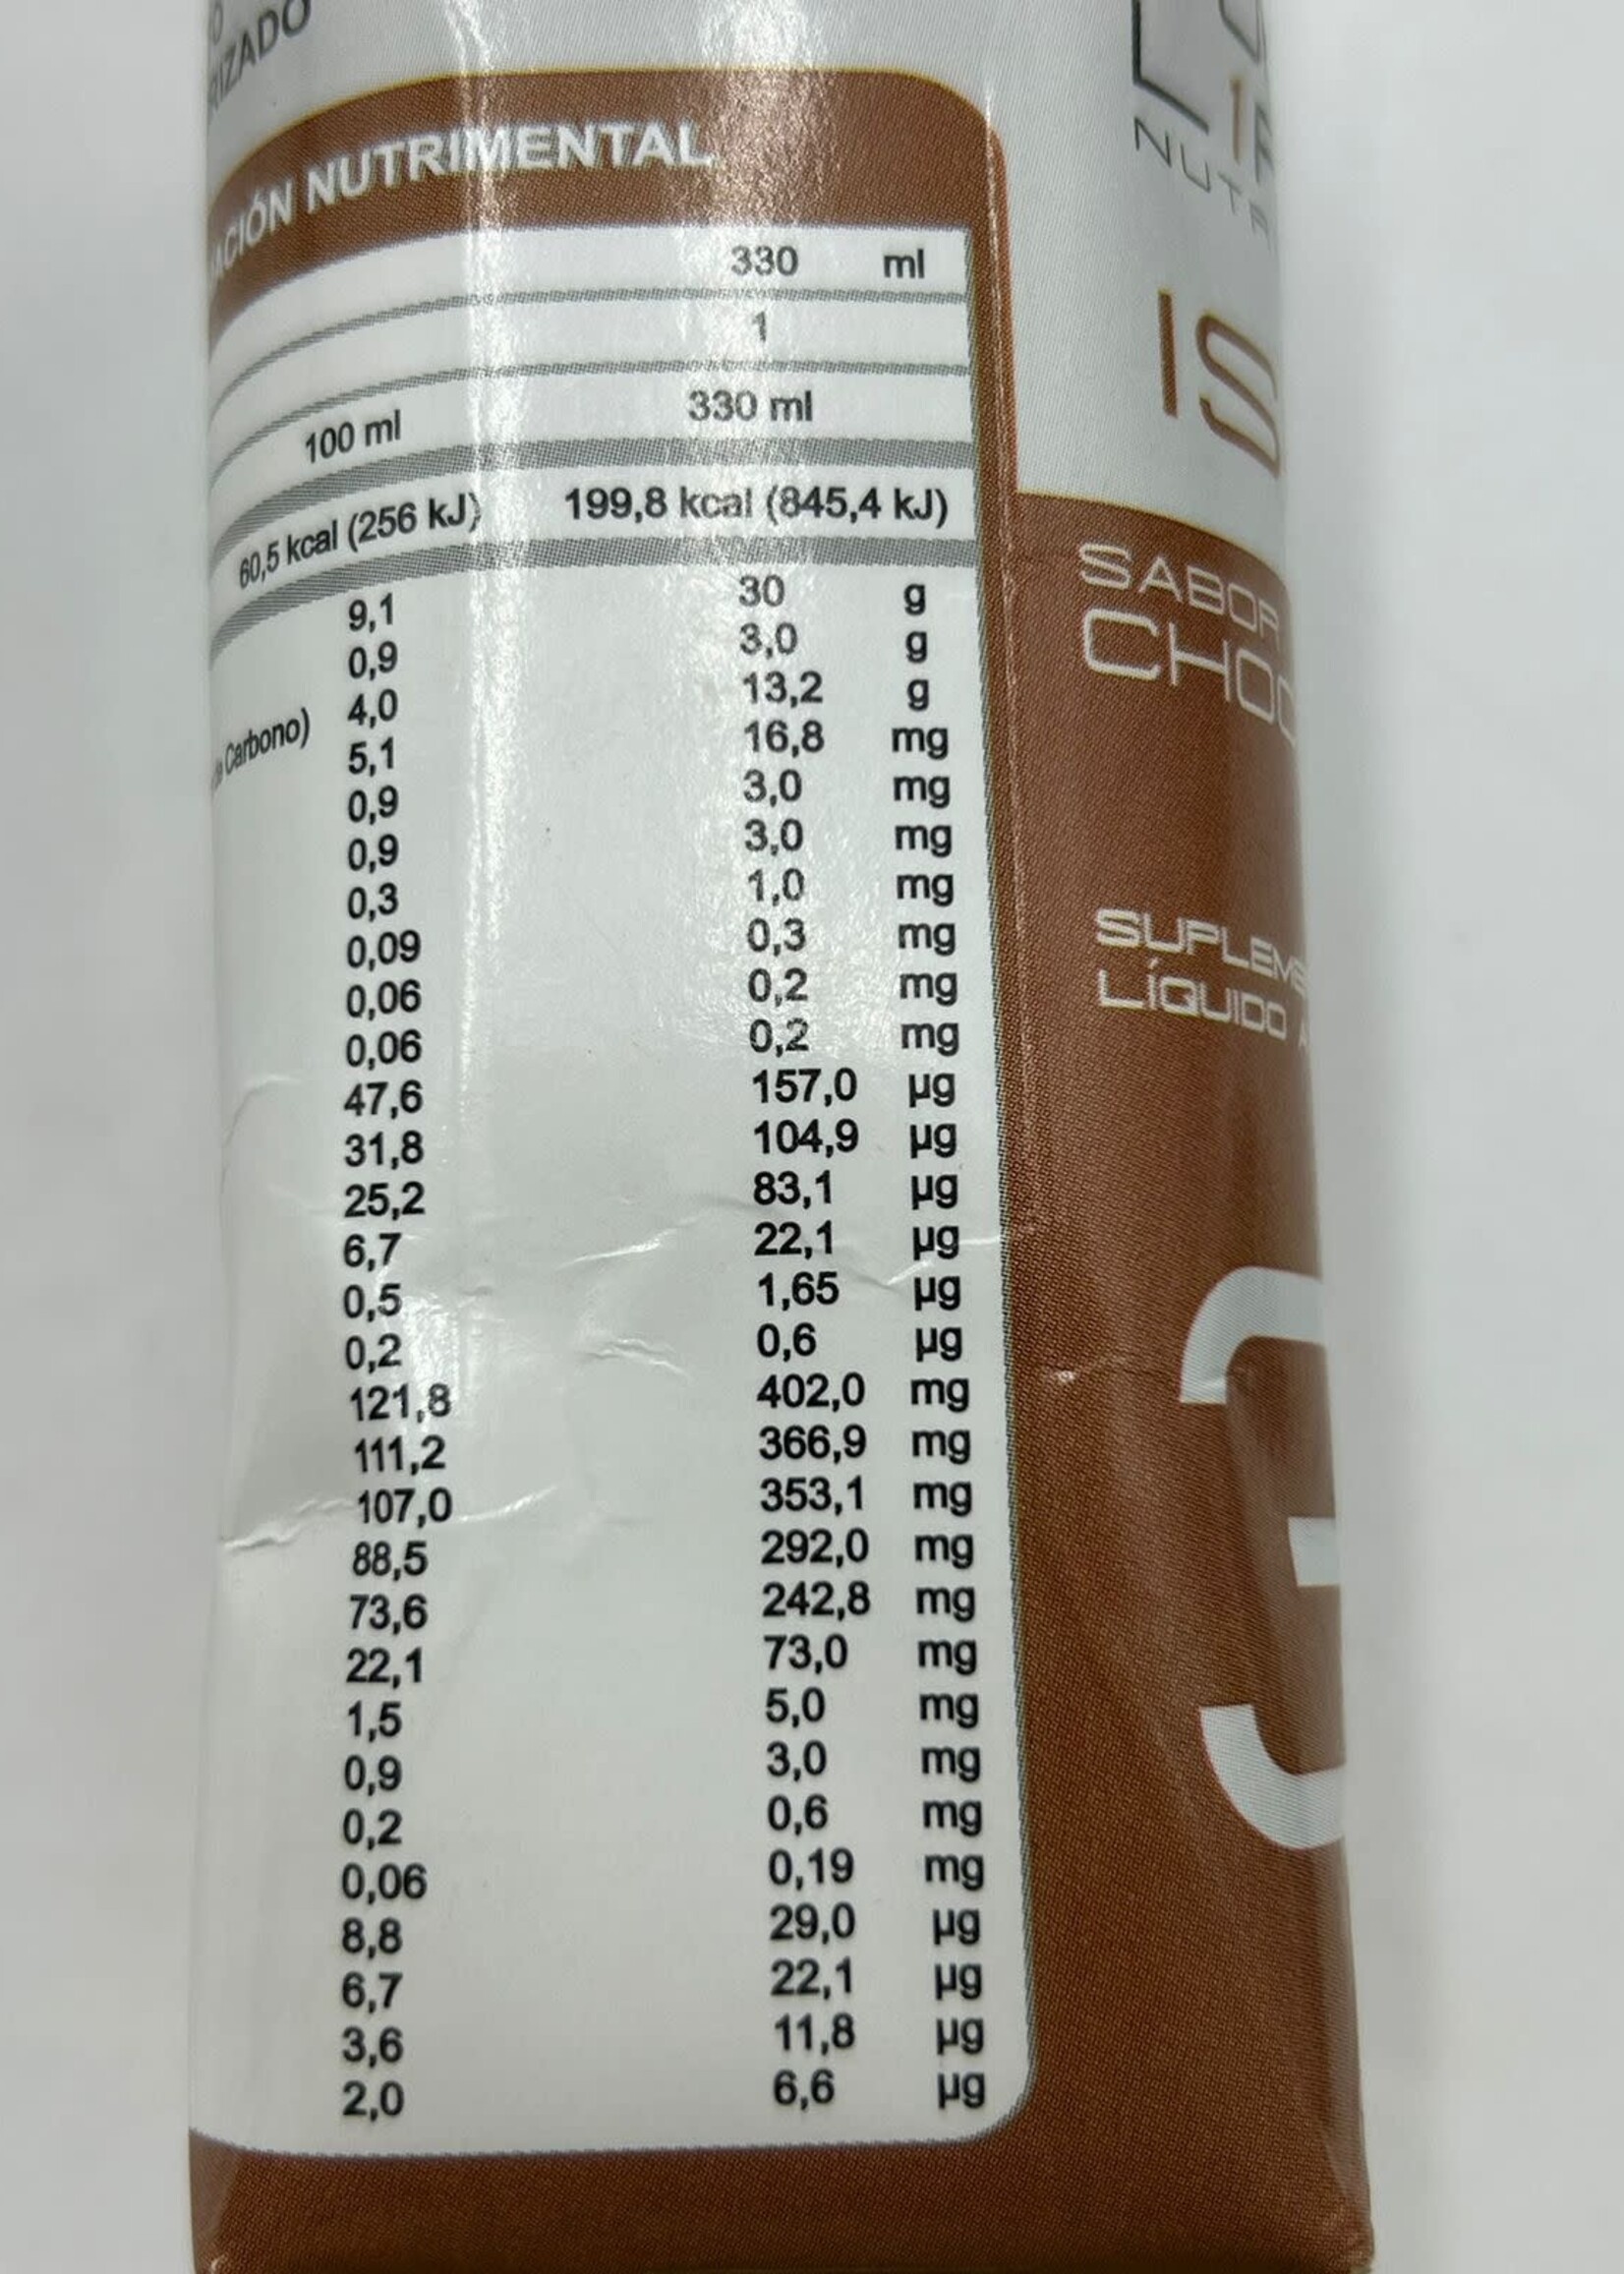 NUTRIMENTAL
330 ml
1
100 ml 330 ml
60,5 kcal (256 kJ) 199,8 kcal (845,4 kJ)
9,1 30 g
0,9 3,0 g
4,0 13,2 g
Carbono) 5,1 16,8 mg
0,9 3,0 mg
0,9 3,0 mg
0,3 1,0 mg
0,09 0,3 mg
0,06 0,2 mg
0,06 0,2 mg
47,6 157,0 µg
31,8 104,9 µg
25,2 83,1 µg
6,7 22,1 µg
0,5 1,65 µg
0,2 0,6 µg
121,8 402,0 mg
111,2 366,9 mg
107,0 353,1 mg
88,5 292,0 mg
73,6 242,8 mg
22,1 73,0 mg
1,5 5,0 mg
0,9 3,0 mg
0,2 0,6 mg
0,06 0,19 mg
8,8 29,0 µg
6,7 22,1 µg
3,6 11,8 µg
2,0 6,6 µg
SABOR
LÍQUIDO
3